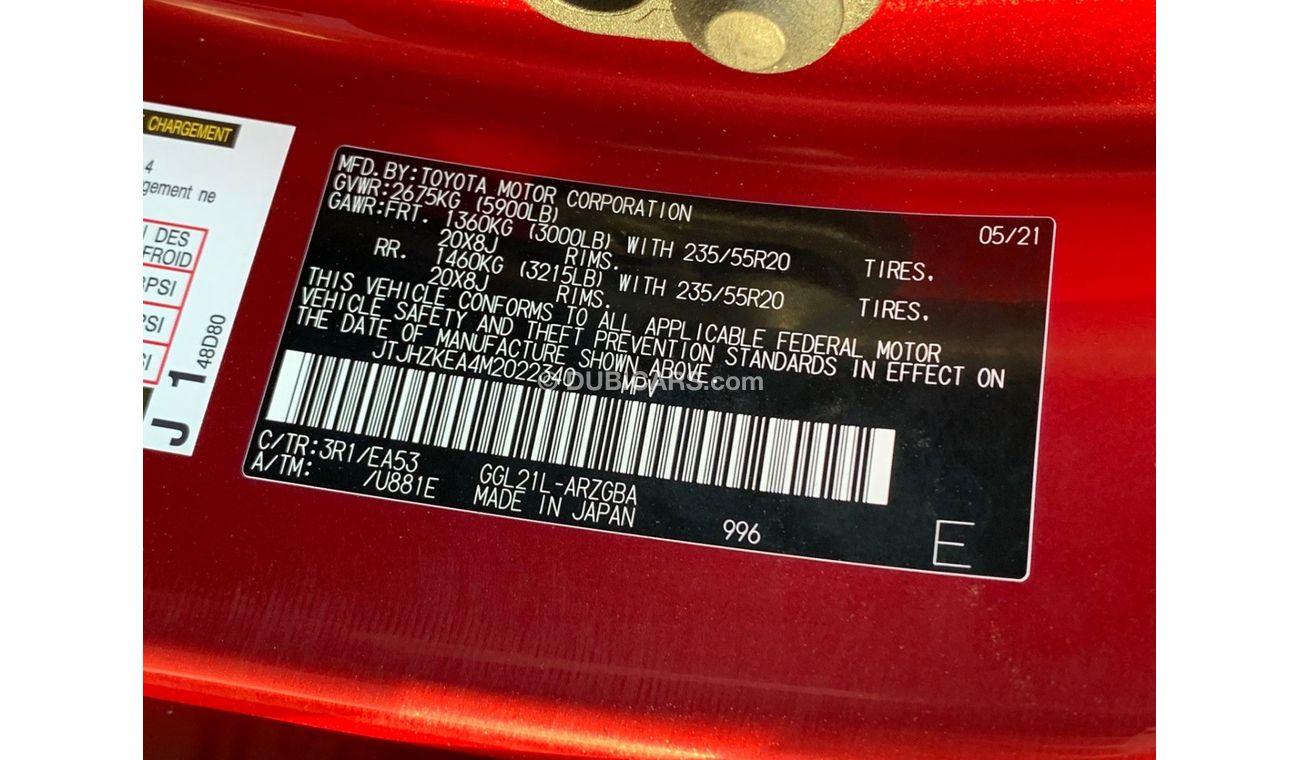 CHARGEMENT
4
gement ne
DES
FROID
PSI
PSI
SI
J 1
48D80
MFD.BY:TOYOTA MOTOR CORPORATION
05/21
GVWR:2675KG (5900LB)
GAWR:FRT. 1360KG (3000LB) WITH 235/55R20 TIRES,
20X8J RIMS.
RR. 1460KG (3215LB) WITH 235/55R20 TIRES,
20X8J RIMS.
THIS VEHICLE CONFORMS TO ALL APPLICABLE FEDERAL MOTOR
VEHICLE SAFETY AND THEFT PREVENTION STANDARDS IN EFFECT ON
THE DATE OF MANUFACTURE SHOWN ABOVE.
JTJHZKEA4M2022340 MPV
© DUBICARS.com
C/TR:3R1/EA53
A/TM: /U881E
GGL21L-ARZGBA
MADE IN JAPAN
996
E